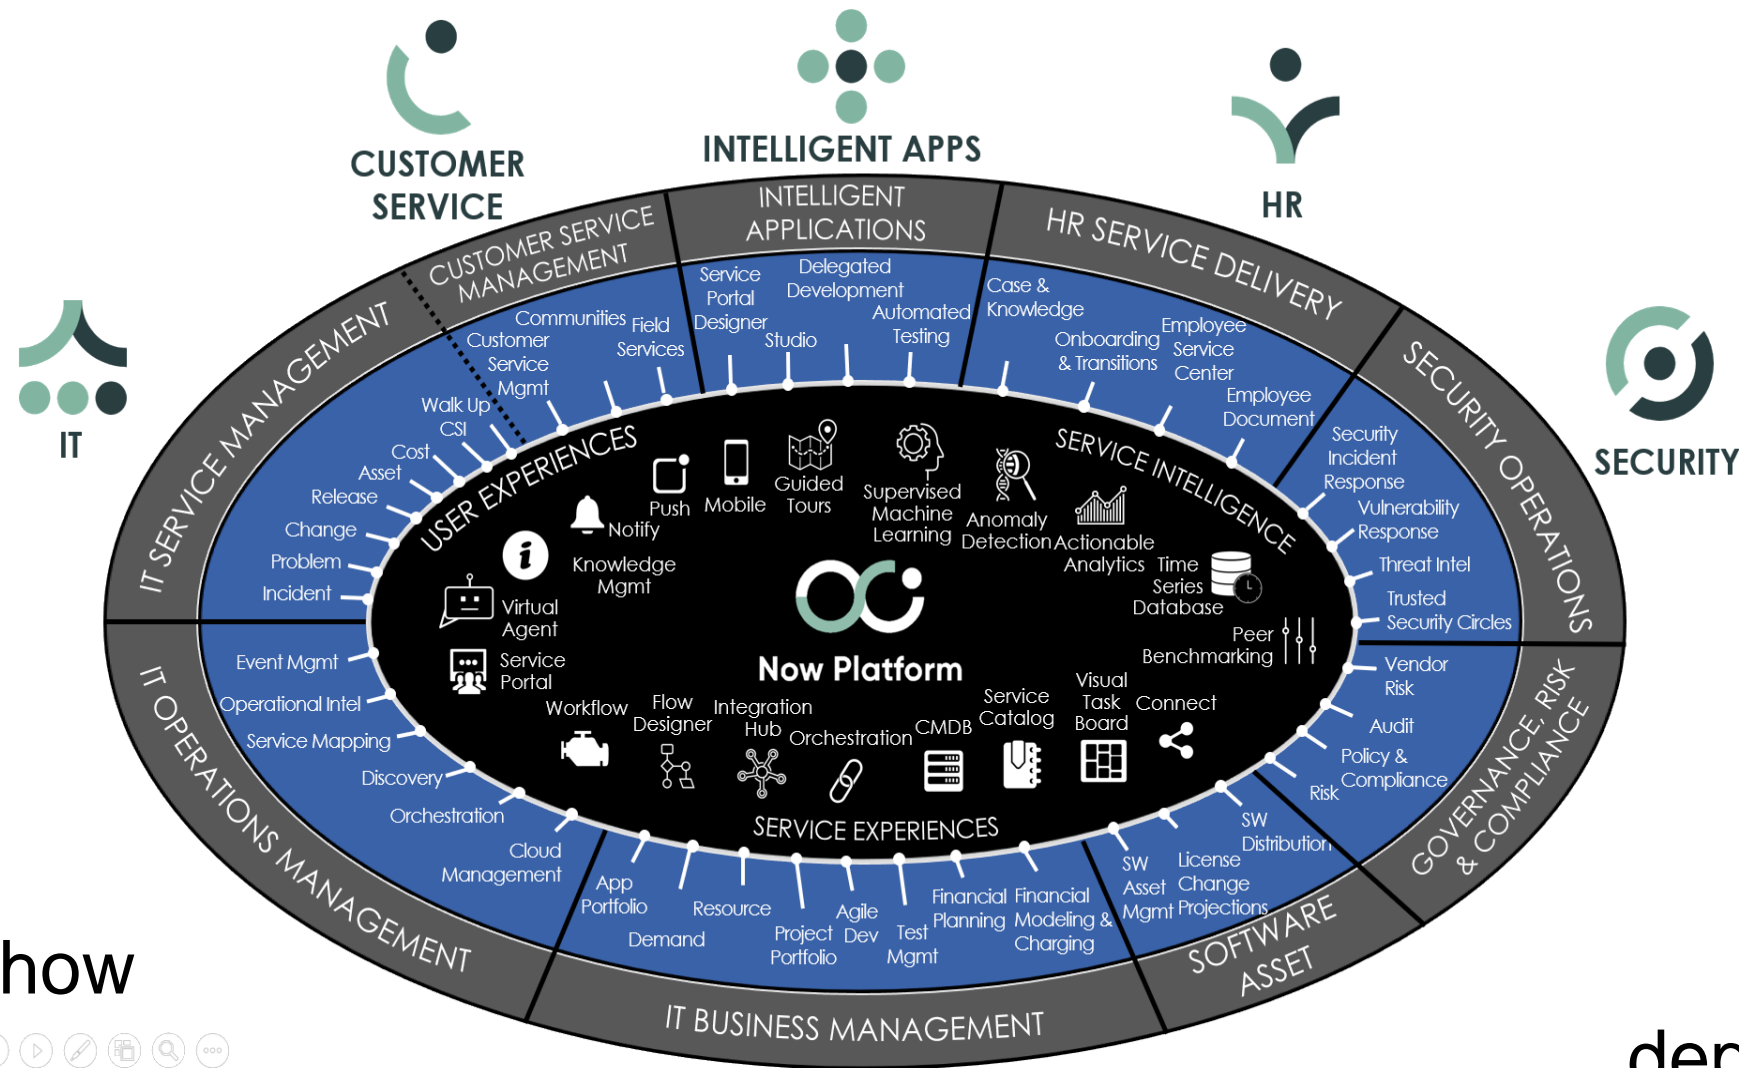 CUSTOMER
SERVICE
INTELLIGENT APPS
HR
IT
SECURITY
CUSTOMER SERVICE
MANAGEMENT
INTELLIGENT
APPLICATIONS
HR SERVICE DELIVERY
SECURITY OPERATIONS
GOVERNANCE, RISK
& COMPLIANCE
SOFTWARE
ASSET
IT BUSINESS MANAGEMENT
IT OPERATIONS MANAGEMENT
IT SERVICE MANAGEMENT
Communities
Field
Services
Customer
Service
Mgmt
Service
Portal
Designer
Studio
Delegated
Development
Automated
Testing
Case &
Knowledge
Onboarding
& Transitions
Employee
Service
Center
Employee
Document
Security
Incident
Response
Vulnerability
Response
Threat Intel
Trusted
Security Circles
Vendor
Risk
Audit
Policy &
Compliance
Risk
SW
Distribution
License
Change
Projections
SW
Asset
Mgmt
Financial
Modeling &
Charging
Financial
Planning
Test
Mgmt
Agile
Dev
Project
Portfolio
Resource
Demand
App
Portfolio
Cloud
Management
Orchestration
Discovery
Service Mapping
Operational Intel
Event Mgmt
Incident
Problem
Change
Release
Asset
Cost
CSI
Walk Up
USER EXPERIENCES
Push
Mobile
Guided
Tours
Notify
Knowledge
Mgmt
Virtual
Agent
Service
Portal
SERVICE INTELLIGENCE
Supervised
Machine
Learning
Anomaly
Detection
Actionable
Analytics
Time
Series
Database
Peer
Benchmarking
Now Platform
Workflow
Flow
Designer
Integration
Hub
Orchestration
CMDB
Service
Catalog
Visual
Task
Board
Connect
SERVICE EXPERIENCES
how